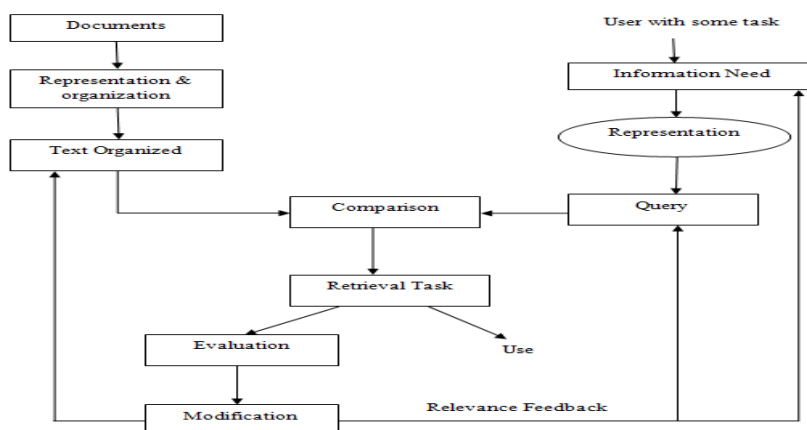 Documents
User with some task
Representation &
organization
Information Need
Representation
Text Organized
Comparison
Query
Retrieval Task
Evaluation
Use
Modification
Relevance Feedback